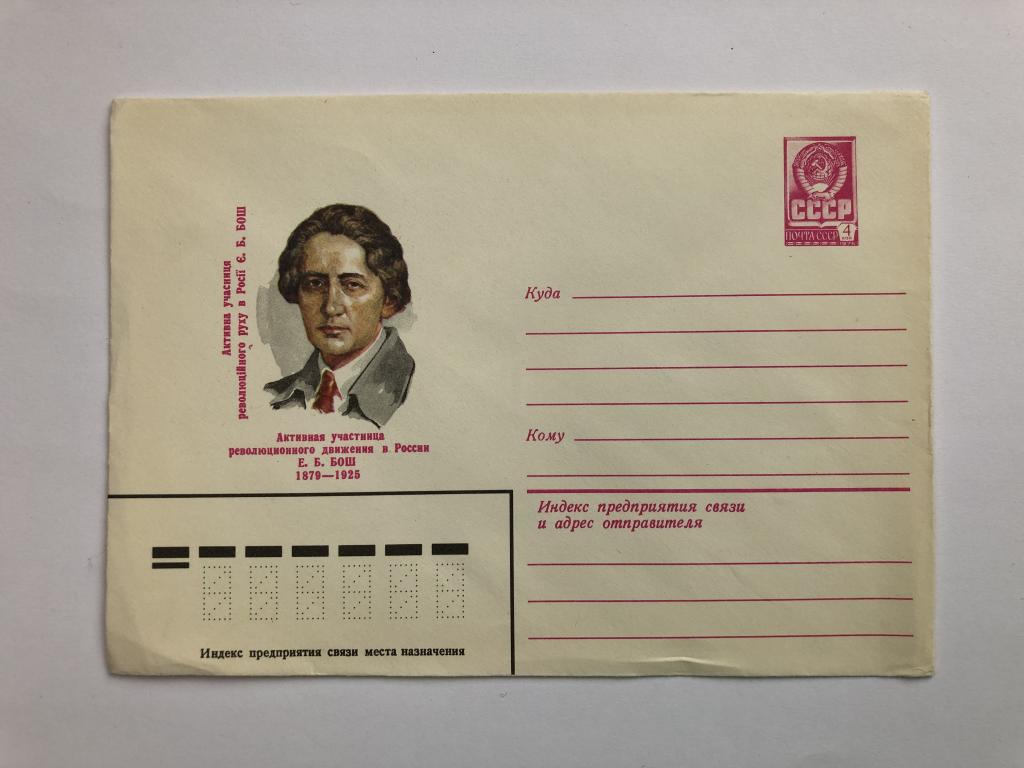 СССР
ПОЧТА СССР
4
Активна учасниця
революційного руху в Росії Є. Б. БОШ
Активная участница
революционного движения в России
Е. Б. БОШ
1879—1925
Куда
Кому
Индекс предприятия связи
и адрес отправителя
Индекс предприятия связи места назначения